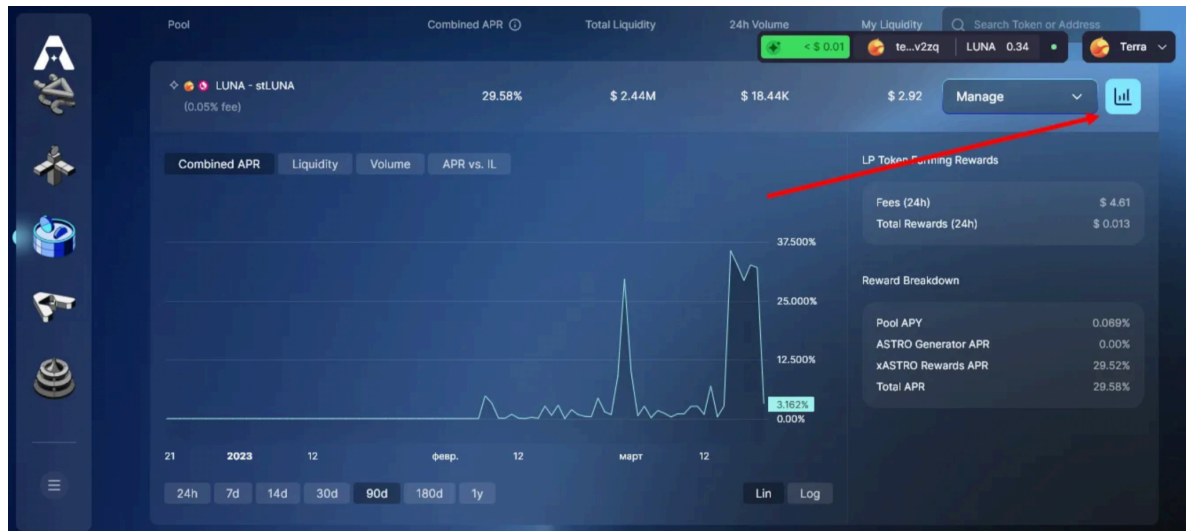 Pool Combined APR Total Liquidity 24h Volume My Liquidity Search Token or Address
< $ 0.01 te...v2zq LUNA 0.34 Terra
LUNA - stLUNA
(0.05% fee)
29.58% $ 2.44M $ 18.44K $ 2.92 Manage
Combined APR Liquidity Volume APR vs. IL
LP Token Farming Rewards
Fees (24h) $ 4.61
Total Rewards (24h) $ 0.013
37.500%
25.000%
12.500%
3.162%
0.00%
Reward Breakdown
Pool APY 0.069%
ASTRO Generator APR 0.00%
xASTRO Rewards APR 29.52%
Total APR 29.58%
21 2023 12 февр. 12 март 12
24h 7d 14d 30d 90d 180d 1y Lin Log